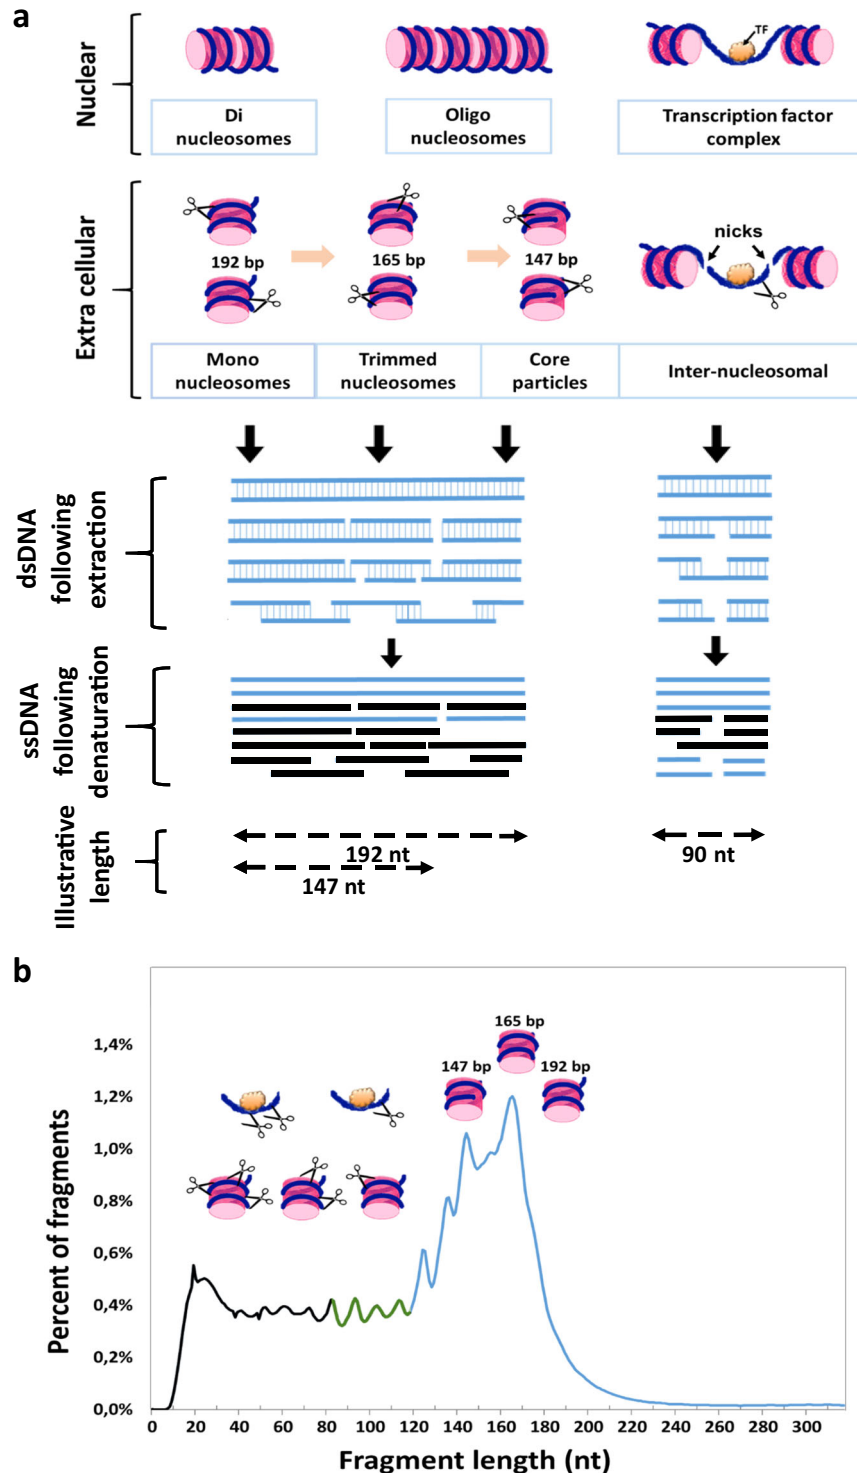 a
Nuclear
TF
Di
nucleosomes
Oligo
nucleosomes
Transcription factor
complex
Extra cellular
192 bp
165 bp
147 bp
nicks
Mono
nucleosomes
Trimmed
nucleosomes
Core
particles
Inter-nucleosomal
dsDNA
following
extraction
ssDNA
following
denaturation
Illustrative
length
192 nt
147 nt
90 nt
b
Percent of fragments
1,4%
1,2%
1,0%
0,8%
0,6%
0,4%
0,2%
0,0%
165 bp
147 bp
192 bp
0 20 40 60 80 100 120 140 160 180 200 220 240 260 280 300
Fragment length (nt)